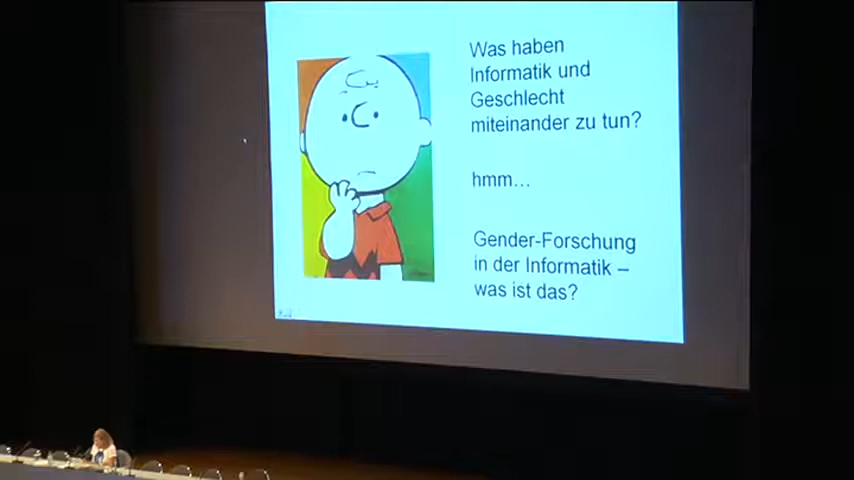 Was haben
Informatik und
Geschlecht
miteinander zu tun?
hmm...
Gender-Forschung
in der Informatik –
was ist das?